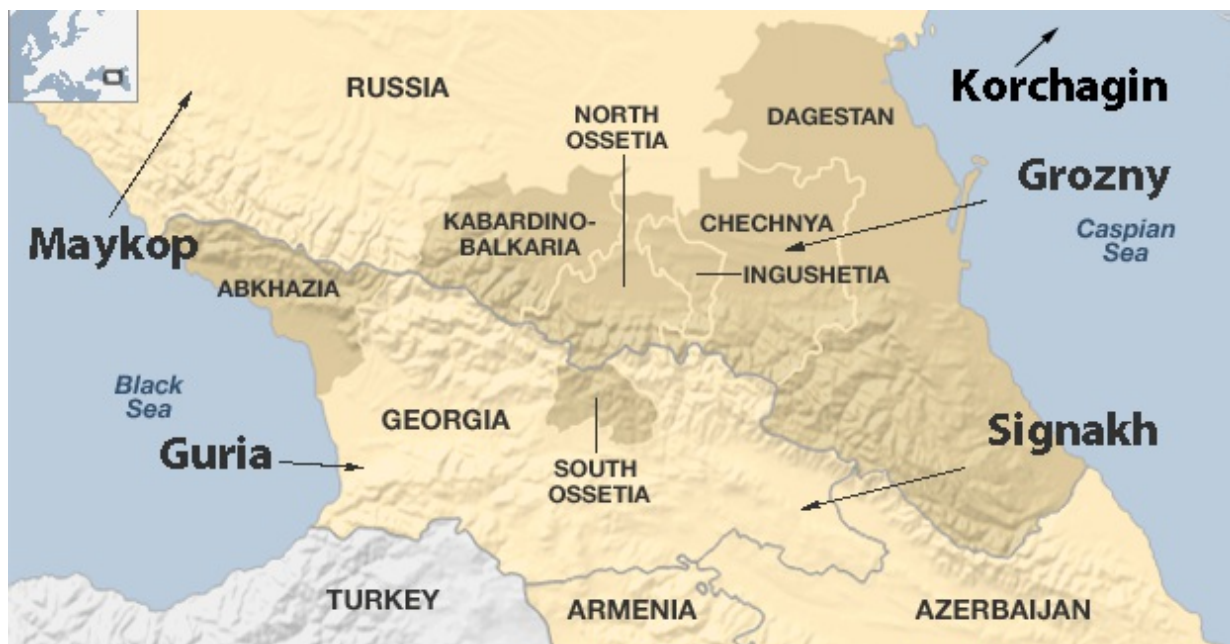 Korchagin
RUSSIA
NORTH
OSSETIA
DAGESTAN
Grozny
Maykop
KABARDINO-
BALKARIA
CHECHNYA
Caspian
Sea
INGUSHETIA
ABKHAZIA
Black
Sea
GEORGIA
Signakh
Guria
SOUTH
OSSETIA
TURKEY
ARMENIA
AZERBAIJAN